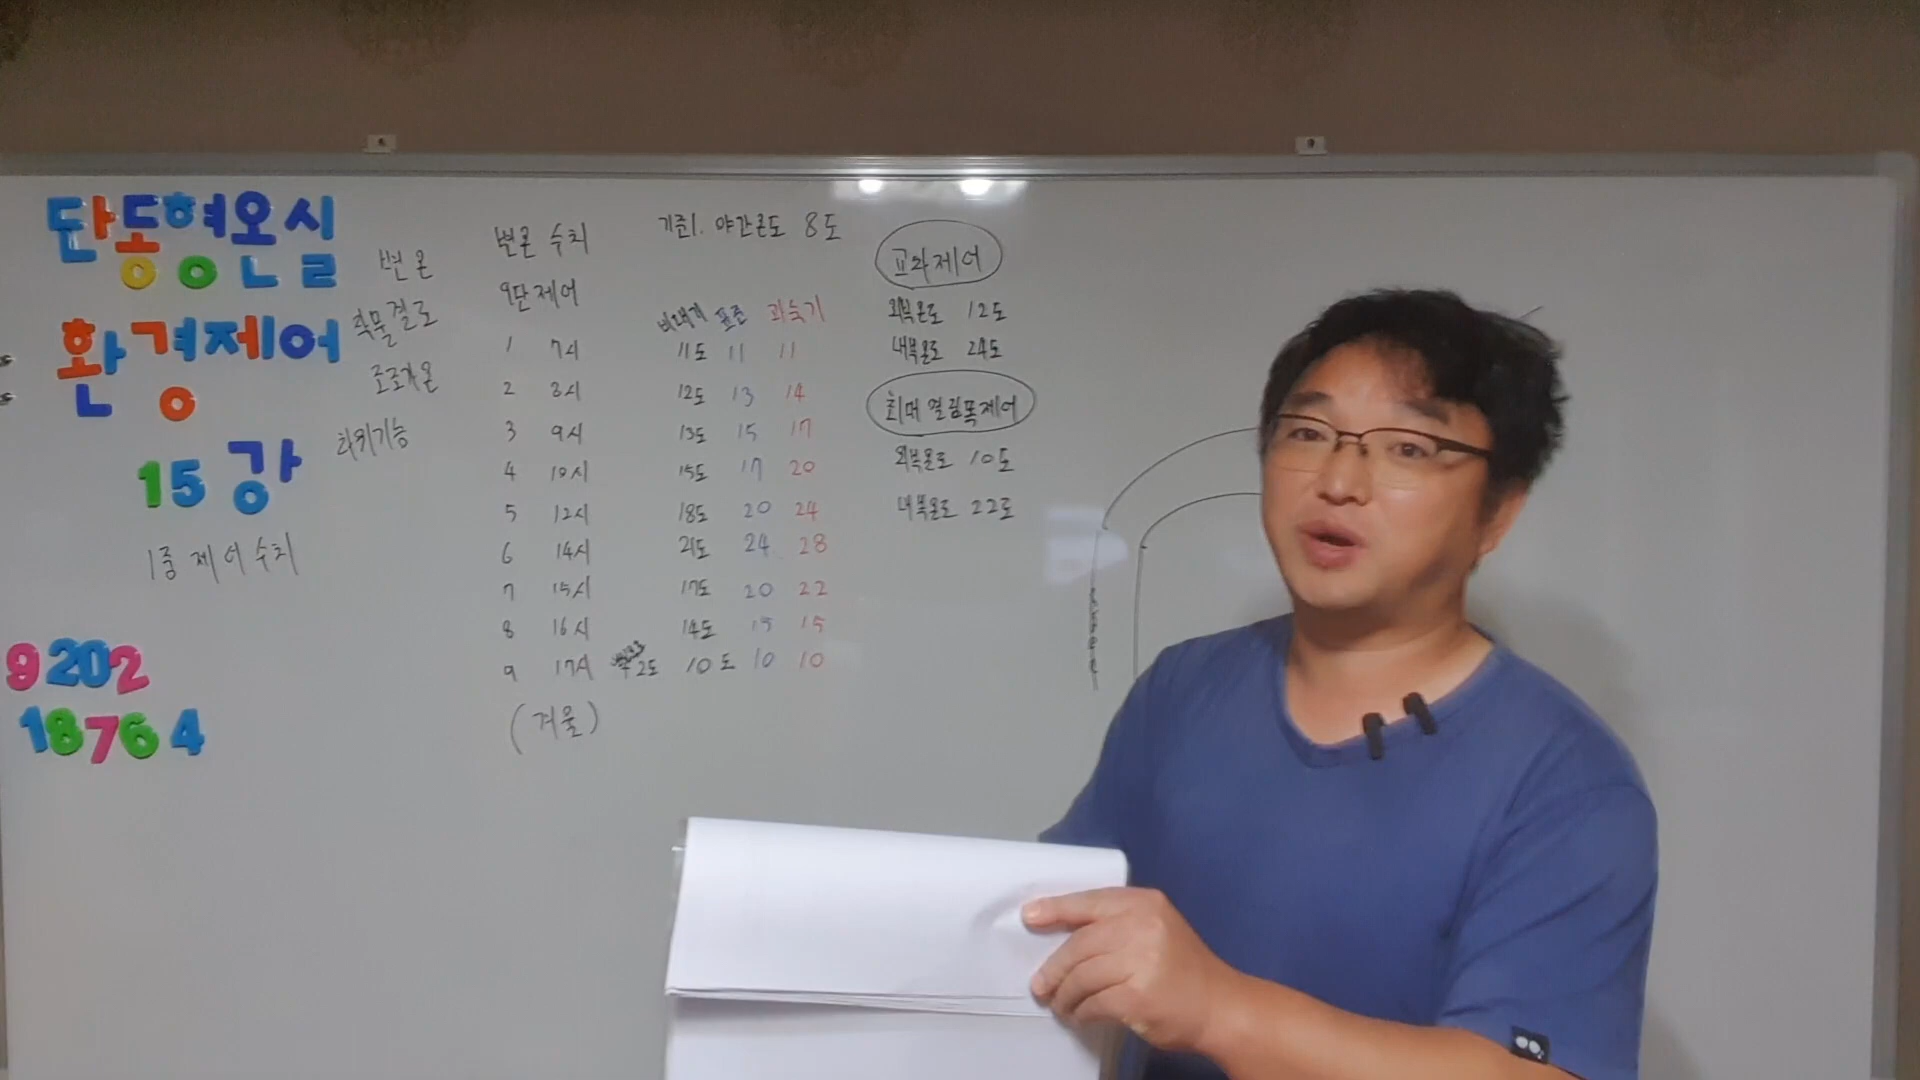 단동형온실
환경제어
15강
1중 제어수치
9 202
18764
변온
작물결로
조조가온
환기기능
변온 수치
9단제어
기준1. 야간온도 8도
비대기 표준 과숙기
1 7시 11도 11 11
2 8시 12도 13 14
3 9시 13도 15 17
4 10시 15도 17 20
5 12시 18도 20 24
6 14시 21도 24 28
7 15시 17도 20 22
8 16시 14도 15 15
9 17시 2도 10도 10 10
(겨울)
교차제어
외부온도 12도
내부온도 24도
최대열림폭제어
외부온도 10도
내부온도 22도